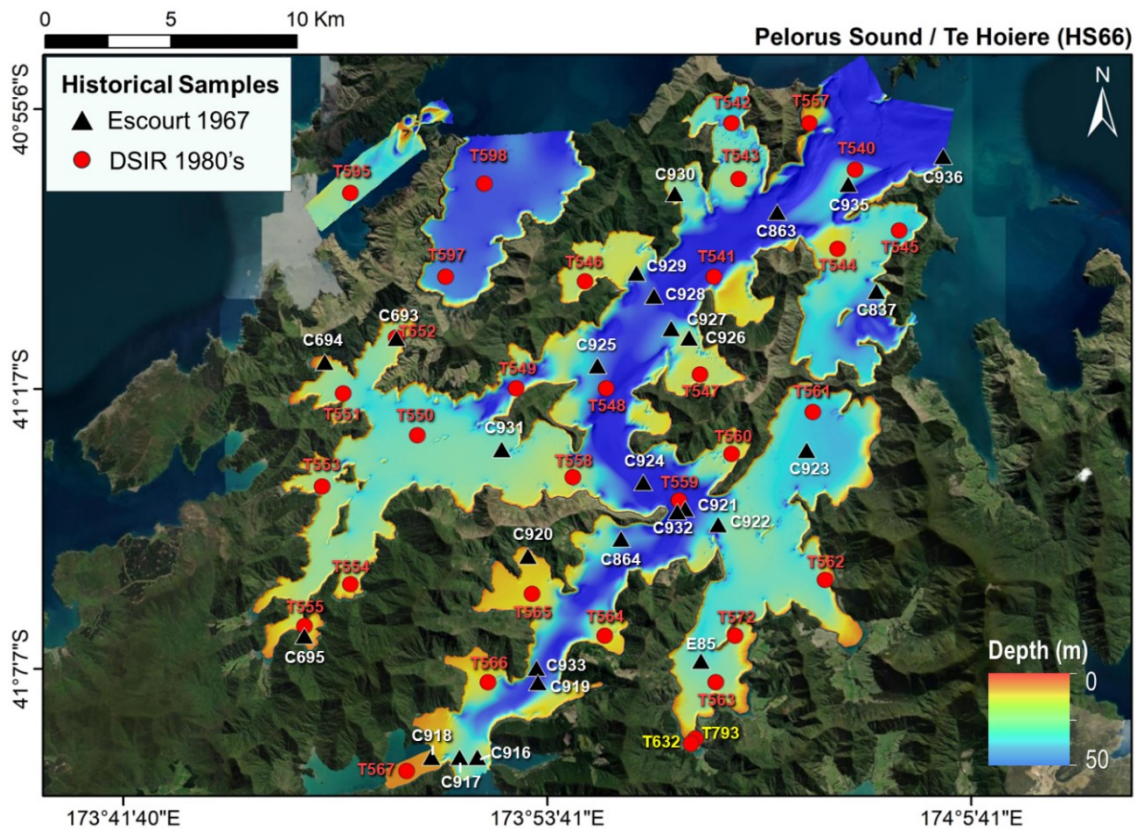 0 5 10 Km
Pelorus Sound / Te Hoiere (HS66)
Historical Samples
Escourt 1967
DSIR 1980's
N
40°55'6"S
41°1'7"S
41°7'7"S
173°41'40"E
173°53'41"E
174°5'41"E
T542
T557
T595
T598
T543
T540
C936
C930
C935
C863
T545
T544
T597
T546
C929
T541
C928
C837
C693
T552
C927
C926
C694
C925
T549
T548
T547
T551
T561
T550
C931
T560
C923
T558
C924
T553
T559
C921
C932
C922
C920
C864
T554
T562
T565
T555
C695
T564
T572
E85
C933
T566
C919
T563
C918
C916
T632
T793
T567
C917
Depth (m)
0
50